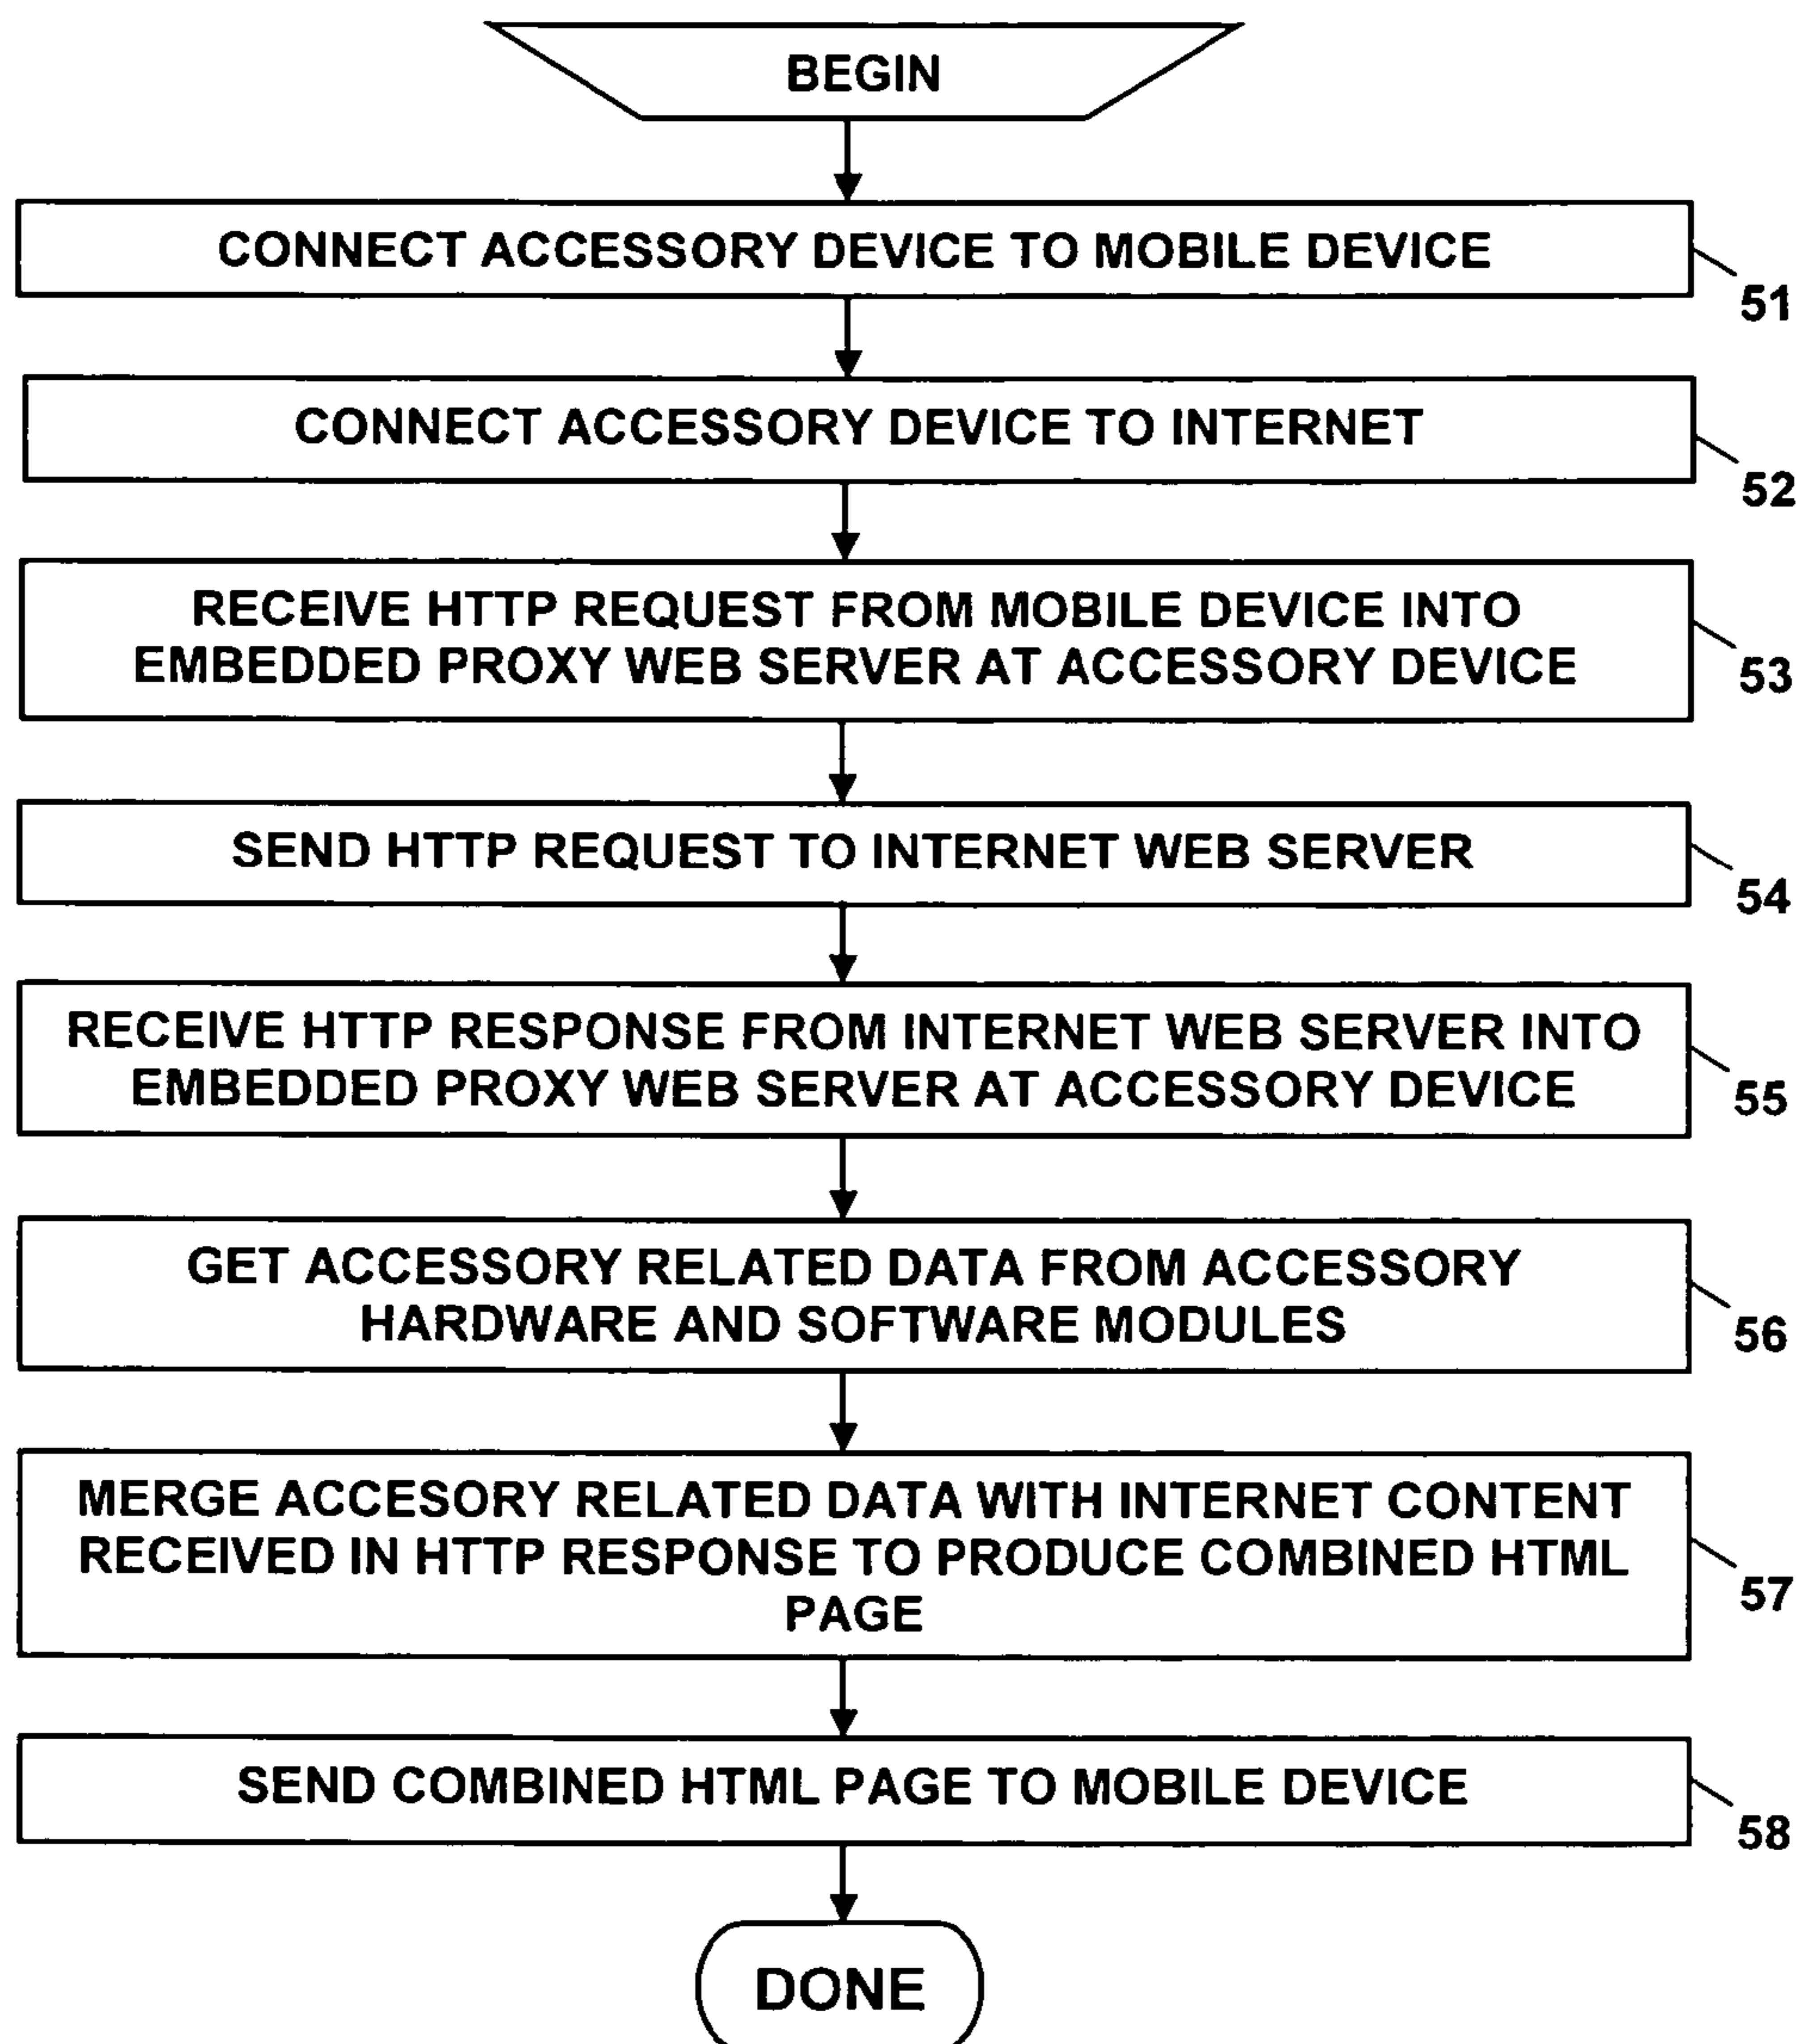 BEGIN
CONNECT ACCESSORY DEVICE TO MOBILE DEVICE
51
CONNECT ACCESSORY DEVICE TO INTERNET
52
RECEIVE HTTP REQUEST FROM MOBILE DEVICE INTO
EMBEDDED PROXY WEB SERVER AT ACCESSORY DEVICE
53
SEND HTTP REQUEST TO INTERNET WEB SERVER
54
RECEIVE HTTP RESPONSE FROM INTERNET WEB SERVER INTO
EMBEDDED PROXY WEB SERVER AT ACCESSORY DEVICE
55
GET ACCESSORY RELATED DATA FROM ACCESSORY
HARDWARE AND SOFTWARE MODULES
56
MERGE ACCESORY RELATED DATA WITH INTERNET CONTENT
RECEIVED IN HTTP RESPONSE TO PRODUCE COMBINED HTML
PAGE
57
SEND COMBINED HTML PAGE TO MOBILE DEVICE
58
DONE